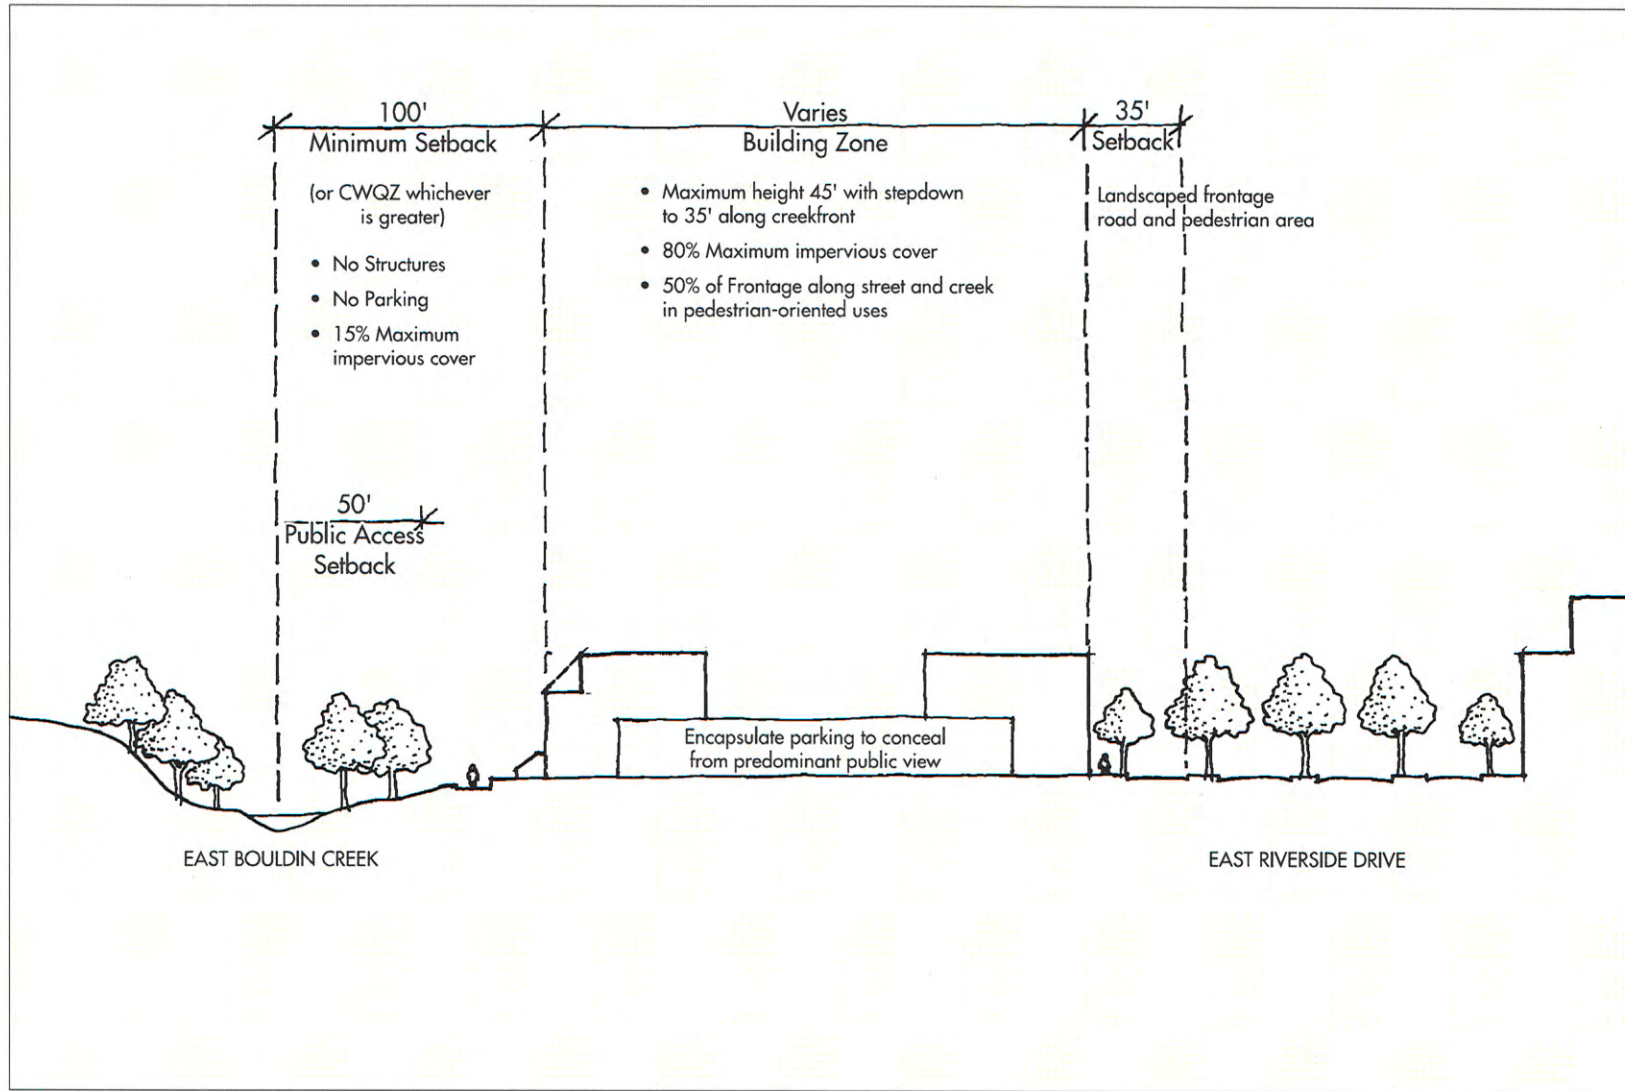 100'
Minimum Setback
(or CWQZ whichever
is greater)
• No Structures
• No Parking
• 15% Maximum
impervious cover
50'
Public Access
Setback
Varies
Building Zone
• Maximum height 45' with stepdown
to 35' along creekfront
• 80% Maximum impervious cover
• 50% of Frontage along street and creek
in pedestrian-oriented uses
35'
Setback
Landscaped frontage
road and pedestrian area
Encapsulate parking to conceal
from predominant public view
EAST BOULDIN CREEK
EAST RIVERSIDE DRIVE